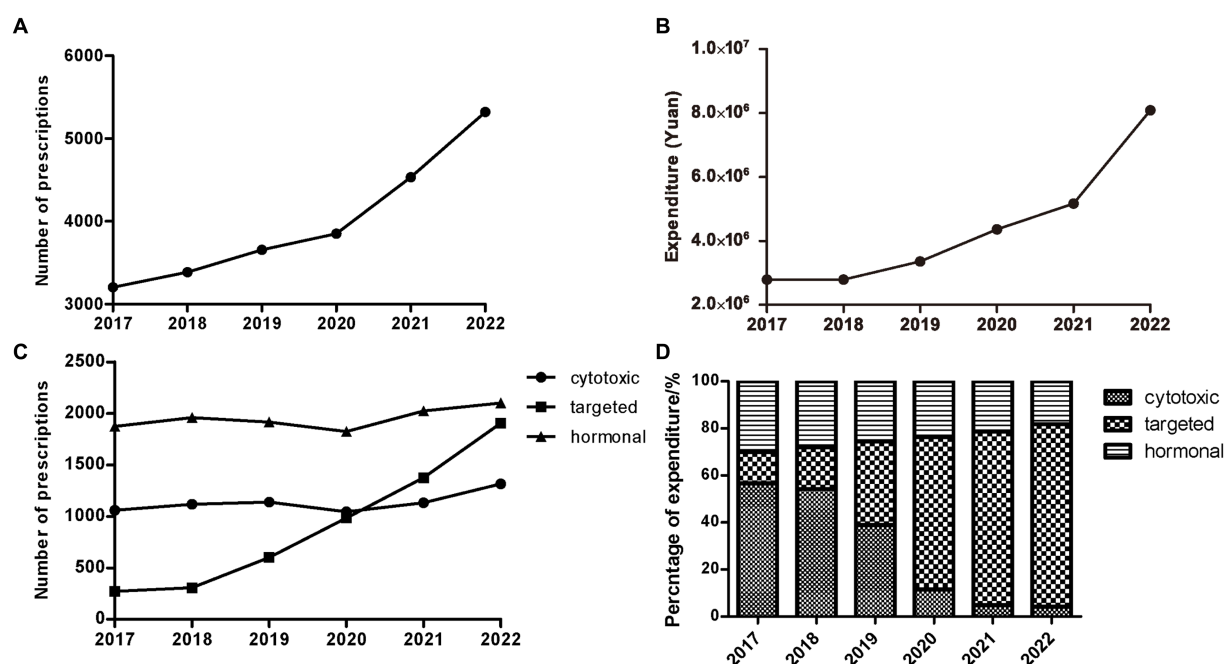 A
Number of prescriptions
6000
5000
4000
3000
2017 2018 2019 2020 2021 2022
B
Expenditure (Yuan)
1.0×10⁷
8.0×10⁶
6.0×10⁶
4.0×10⁶
2.0×10⁶
2017 2018 2019 2020 2021 2022
C
Number of prescriptions
2500
2000
1500
1000
500
0
2017 2018 2019 2020 2021 2022
cytotoxic
targeted
hormonal
D
Percntage of expenditure/%
100
80
60
40
20
0
2017 2018 2019 2020 2021 2022
cytotoxic
targeted
hormonal